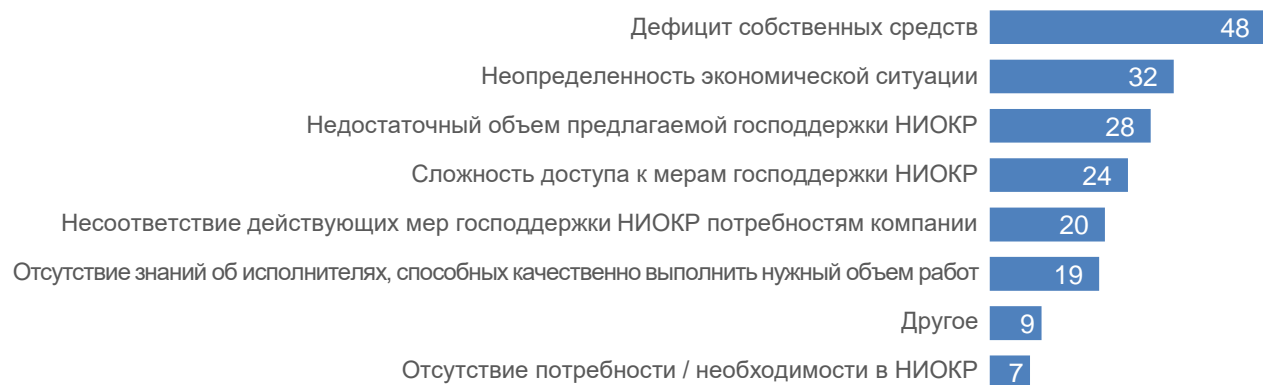 Дефицит собственных средств 48
Неопределенность экономической ситуации 32
Недостаточный объем предлагаемой господдержки НИОКР 28
Сложность доступа к мерам господдержки НИОКР 24
Несоответствие действующих мер господдержки НИОКР потребностям компании 20
Отсутствие знаний об исполнителях, способных качественно выполнить нужный объем работ 19
Другое 9
Отсутствие потребности / необходимости в НИОКР 7